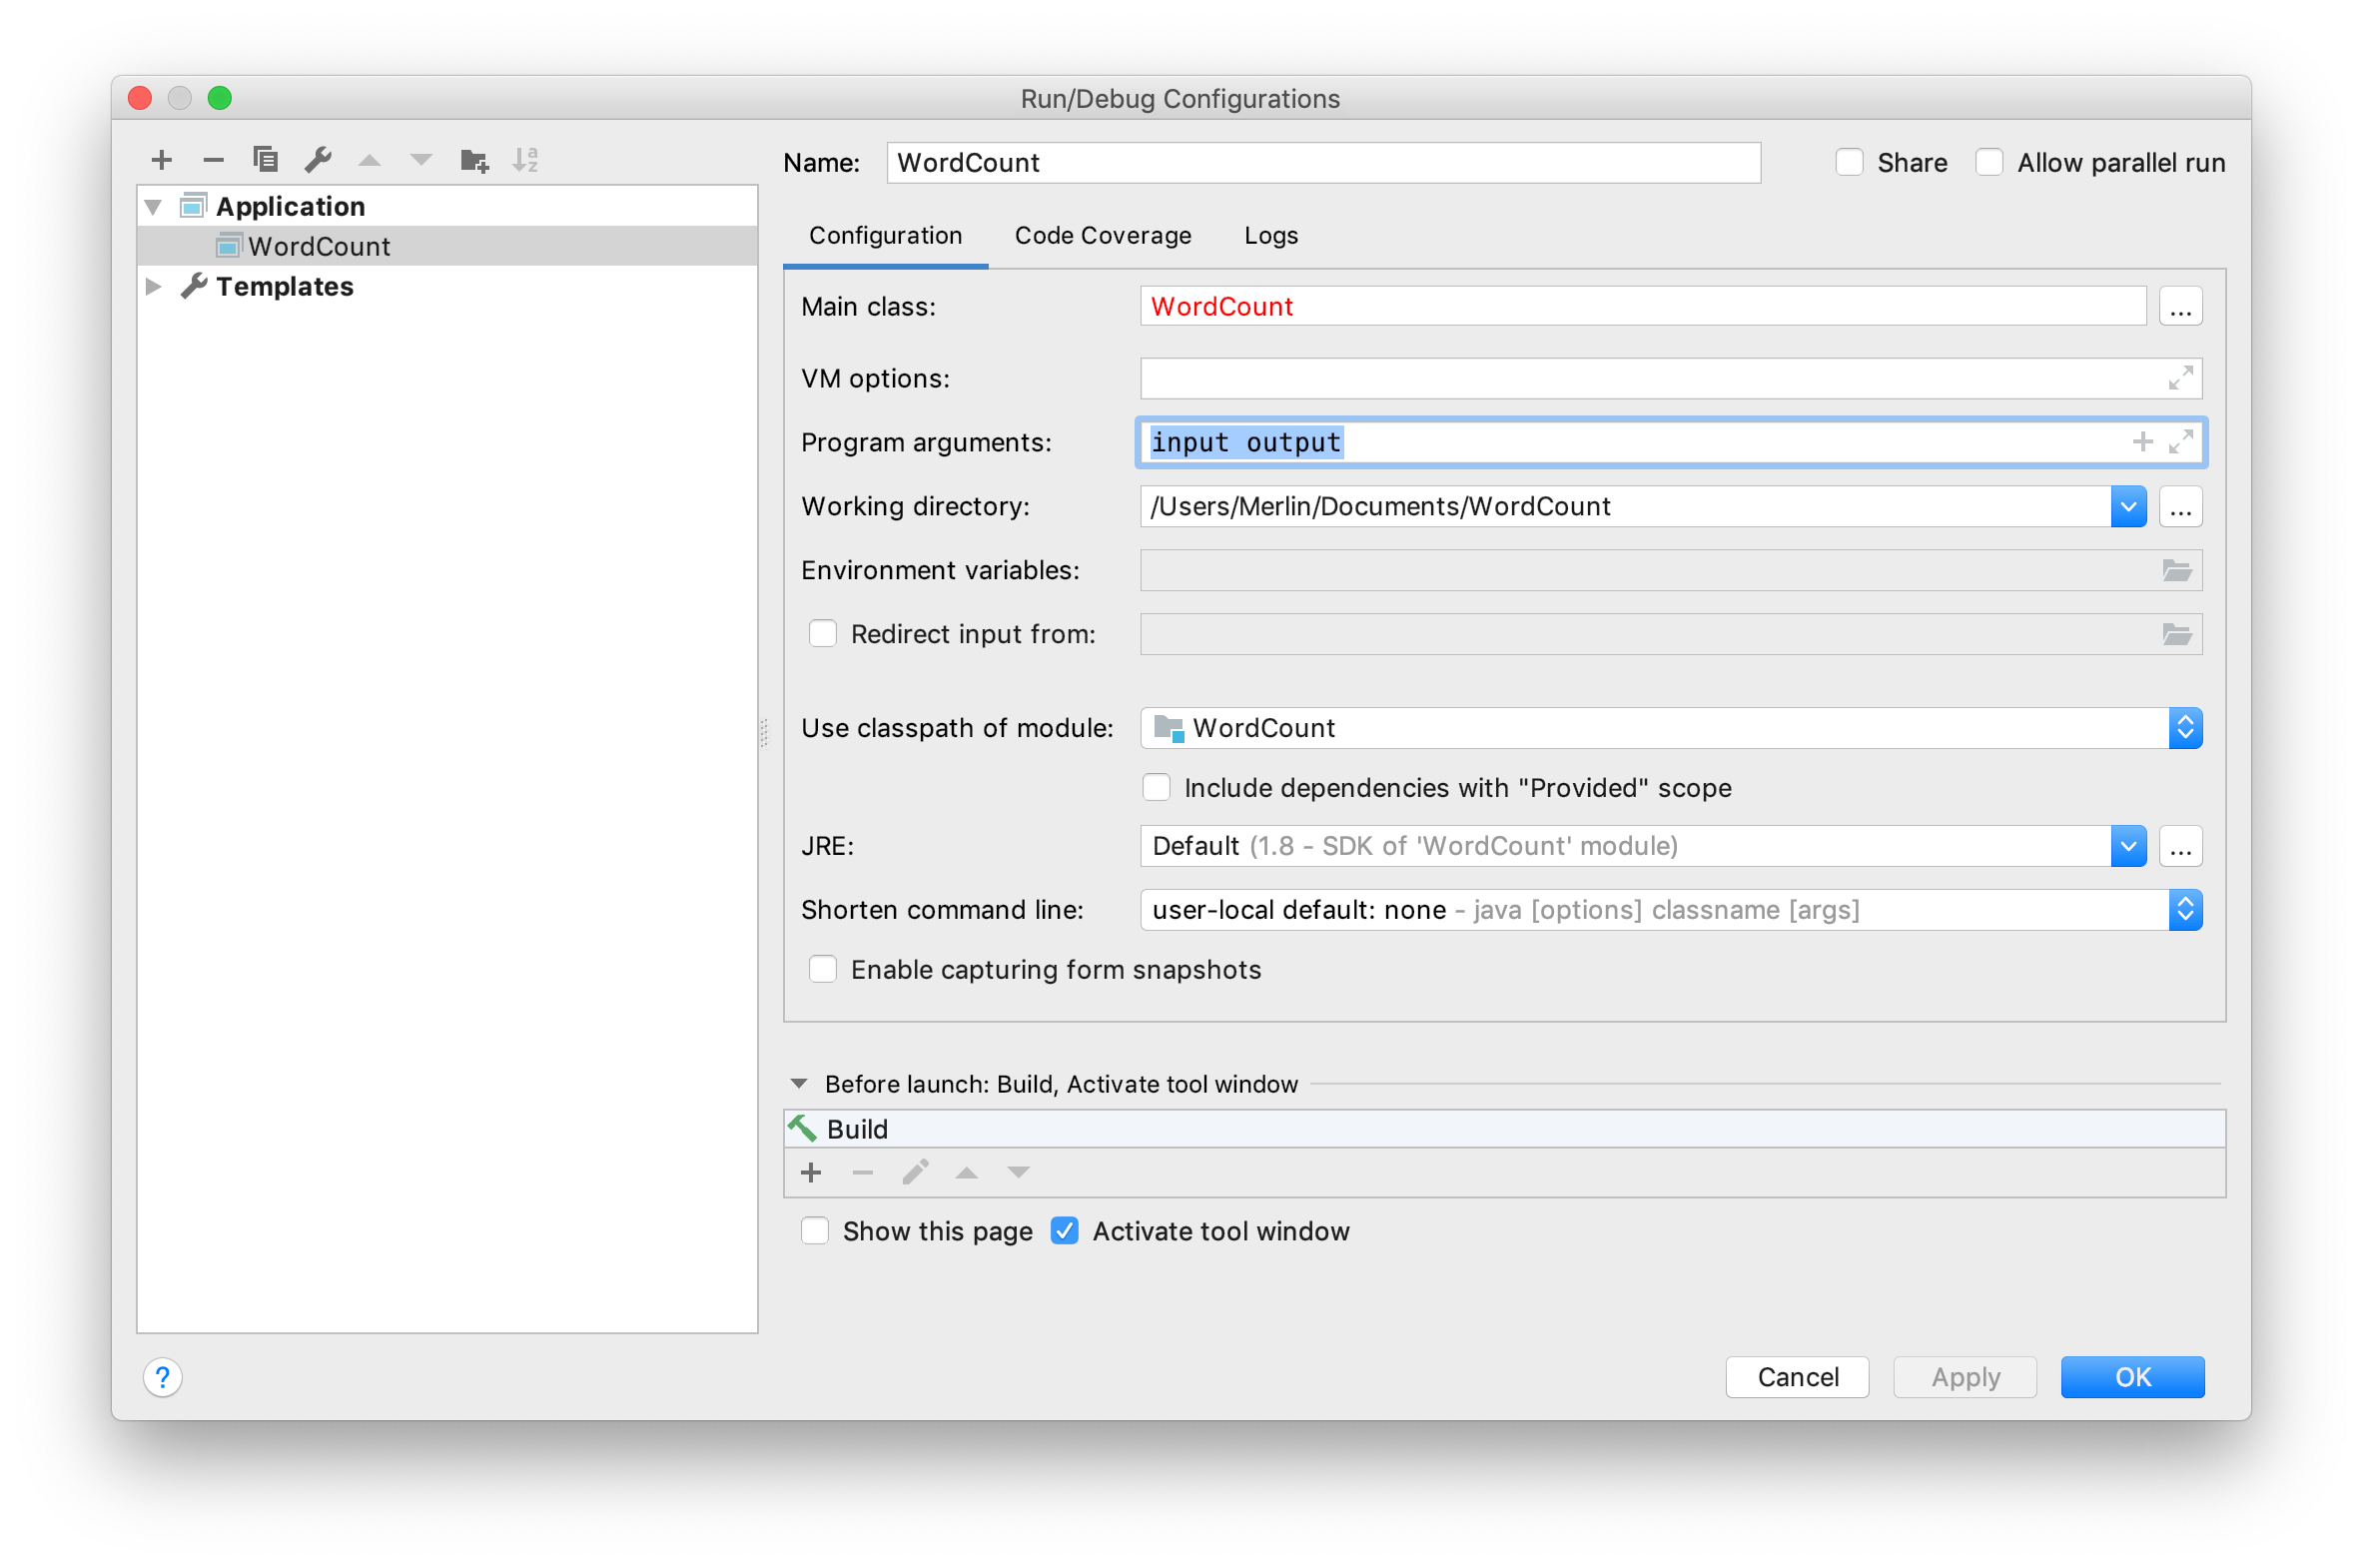 Run/Debug Configurations
Name: WordCount Share Allow parallel run
Application
WordCount
Templates
Configuration Code Coverage Logs
Main class: WordCount ...
VM options:
Program arguments: input output
Working directory: /Users/Merlin/Documents/WordCount ...
Environment variables:
Redirect input from:
Use classpath of module: WordCount
Include dependencies with "Provided" scope
JRE: Default (1.8 - SDK of 'WordCount' module) ...
Shorten command line: user-local default: none - java [options] classname [args]
Enable capturing form snapshots
Before launch: Build, Activate tool window
Build
Show this page Activate tool window
? Cancel Apply OK